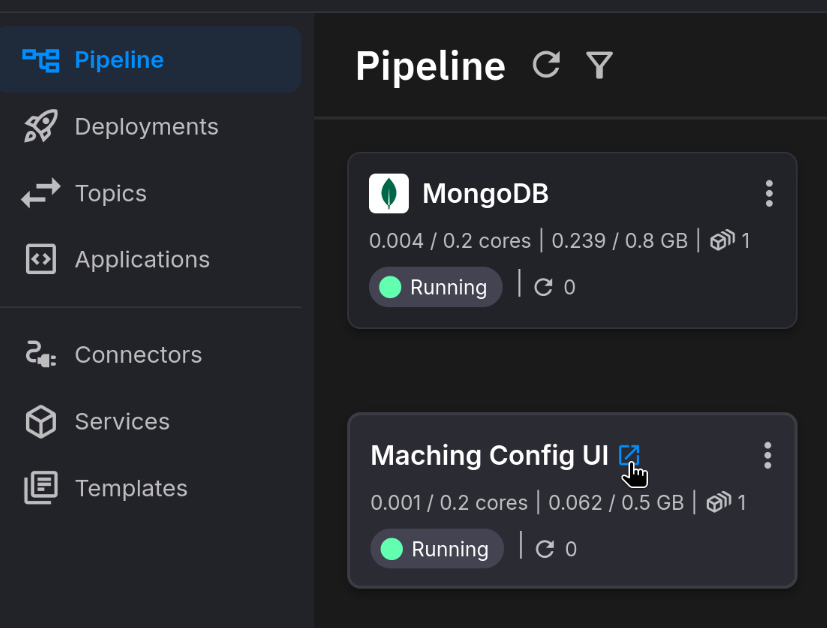 Pipeline
Deployments
Topics
Applications
Connectors
Services
Templates
Pipeline
MongoDB
0.004 / 0.2 cores | 0.239 / 0.8 GB | 1
Running | 0
Maching Config UI
0.001 / 0.2 cores | 0.062 / 0.5 GB | 1
Running | 0